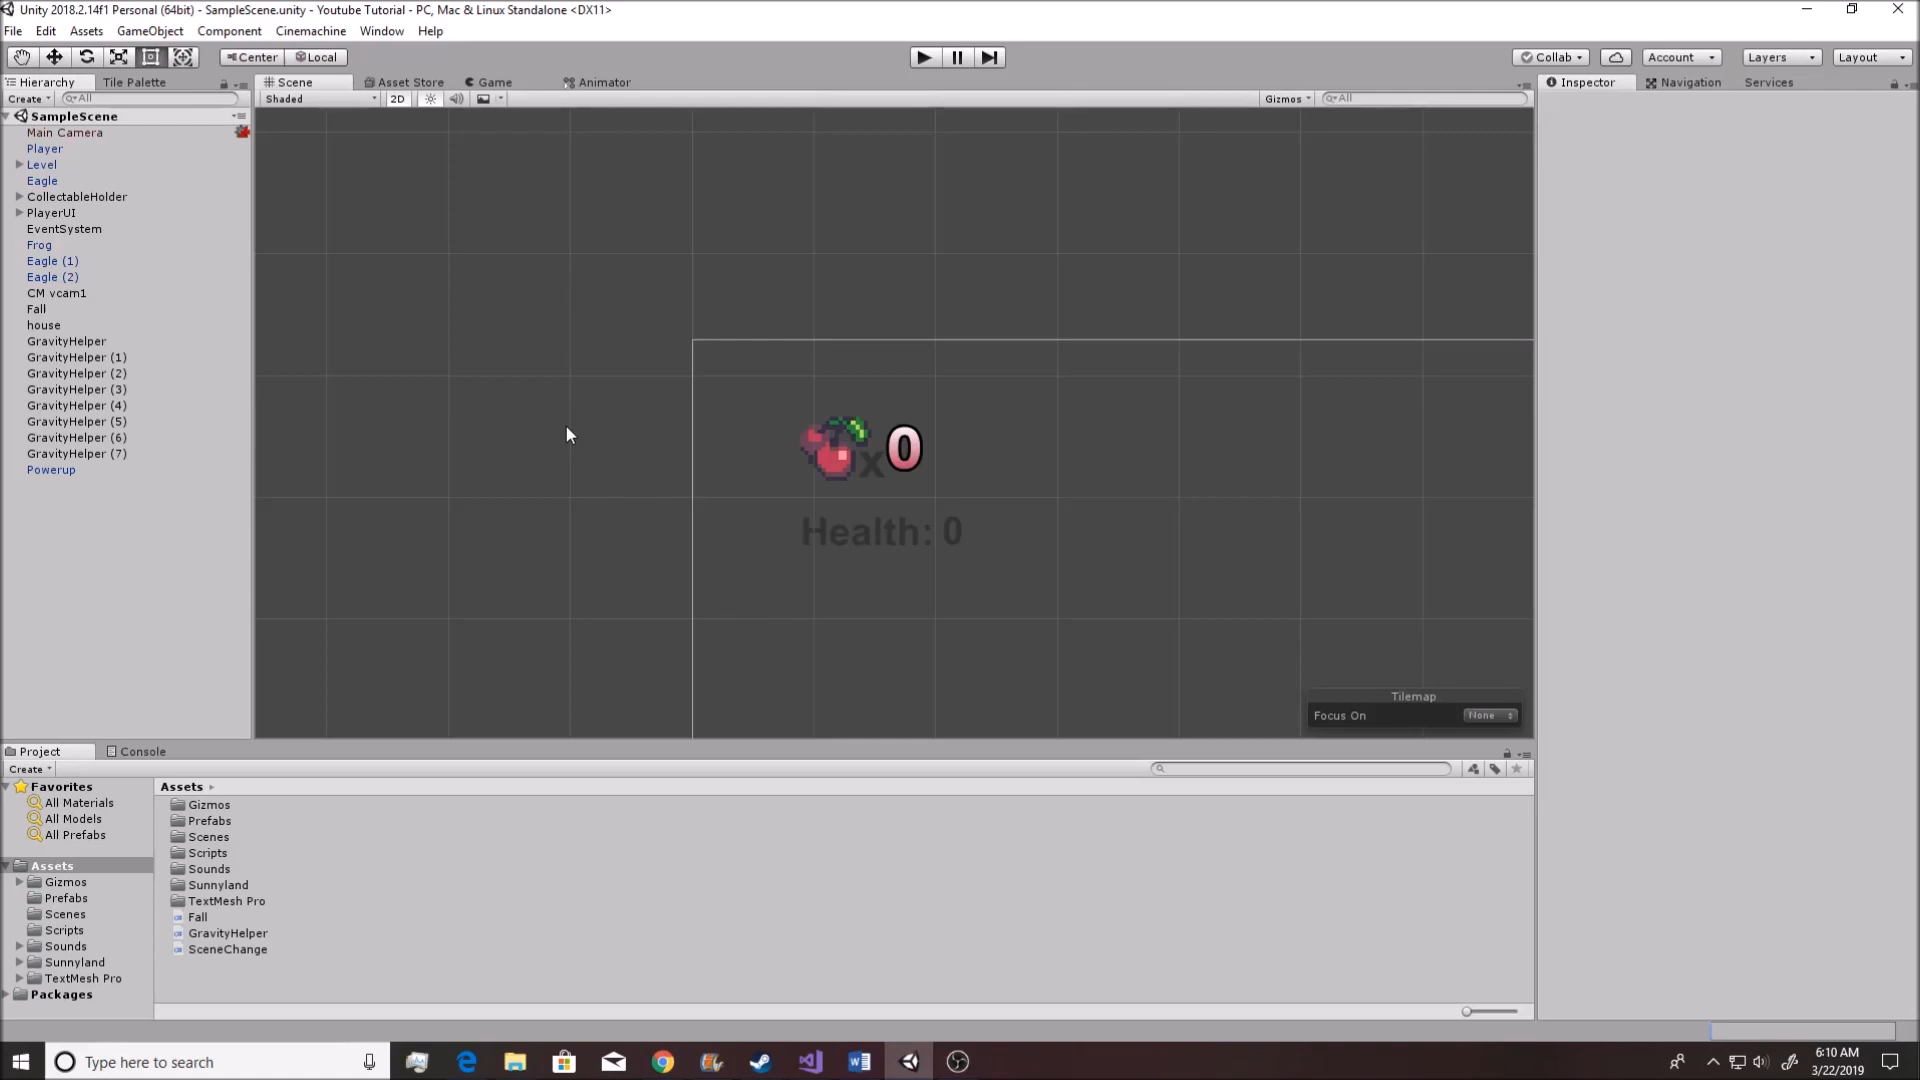 Unity 2018.2.14f1 Personal (64bit) - SampleScene.unity - Youtube Tutorial - PC, Mac & Linux Standalone <DX11>
File Edit Assets GameObject Component Cinemachine Window Help
Center Local Collab Account Layers Layout
Hierarchy Tile Palette Scene Asset Store Game Animator Inspector Navigation Services
Create All Shaded 2D Gizmos All
SampleScene
Main Camera
Player
Level
Eagle
CollectableHolder
PlayerUI
EventSystem
Frog
Eagle (1)
Eagle (2)
CM vcam1
Fall
house
GravityHelper
GravityHelper (1)
GravityHelper (2)
GravityHelper (3)
GravityHelper (4)
GravityHelper (5)
GravityHelper (6)
GravityHelper (7)
Powerup
x 0
Health: 0
Tilemap
Focus On None
Project Console
Create
Favorites
All Materials
All Models
All Prefabs
Assets
Gizmos
Prefabs
Scenes
Scripts
Sounds
Sunnyland
TextMesh Pro
Packages
Assets
Gizmos
Prefabs
Scenes
Scripts
Sounds
Sunnyland
TextMesh Pro
Fall
GravityHelper
SceneChange
Type here to search
6:10 AM
3/22/2019